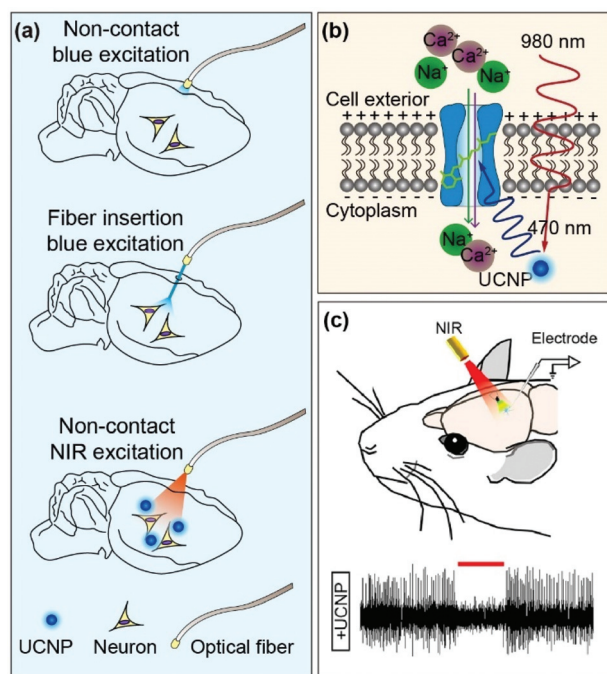 (a)
Non-contact
blue excitation
Fiber insertion
blue excitation
Non-contact
NIR excitation
UCNP
Neuron
Optical fiber
(b)
Ca2+
Ca2+
Na+
Na+
980 nm
Cell exterior
+ + + + + + + + + + + + +
- - - - - - - - - -
Cytoplasm
470 nm
Na+
Ca2+
UCNP
(c)
NIR
Electrode
+UCNP